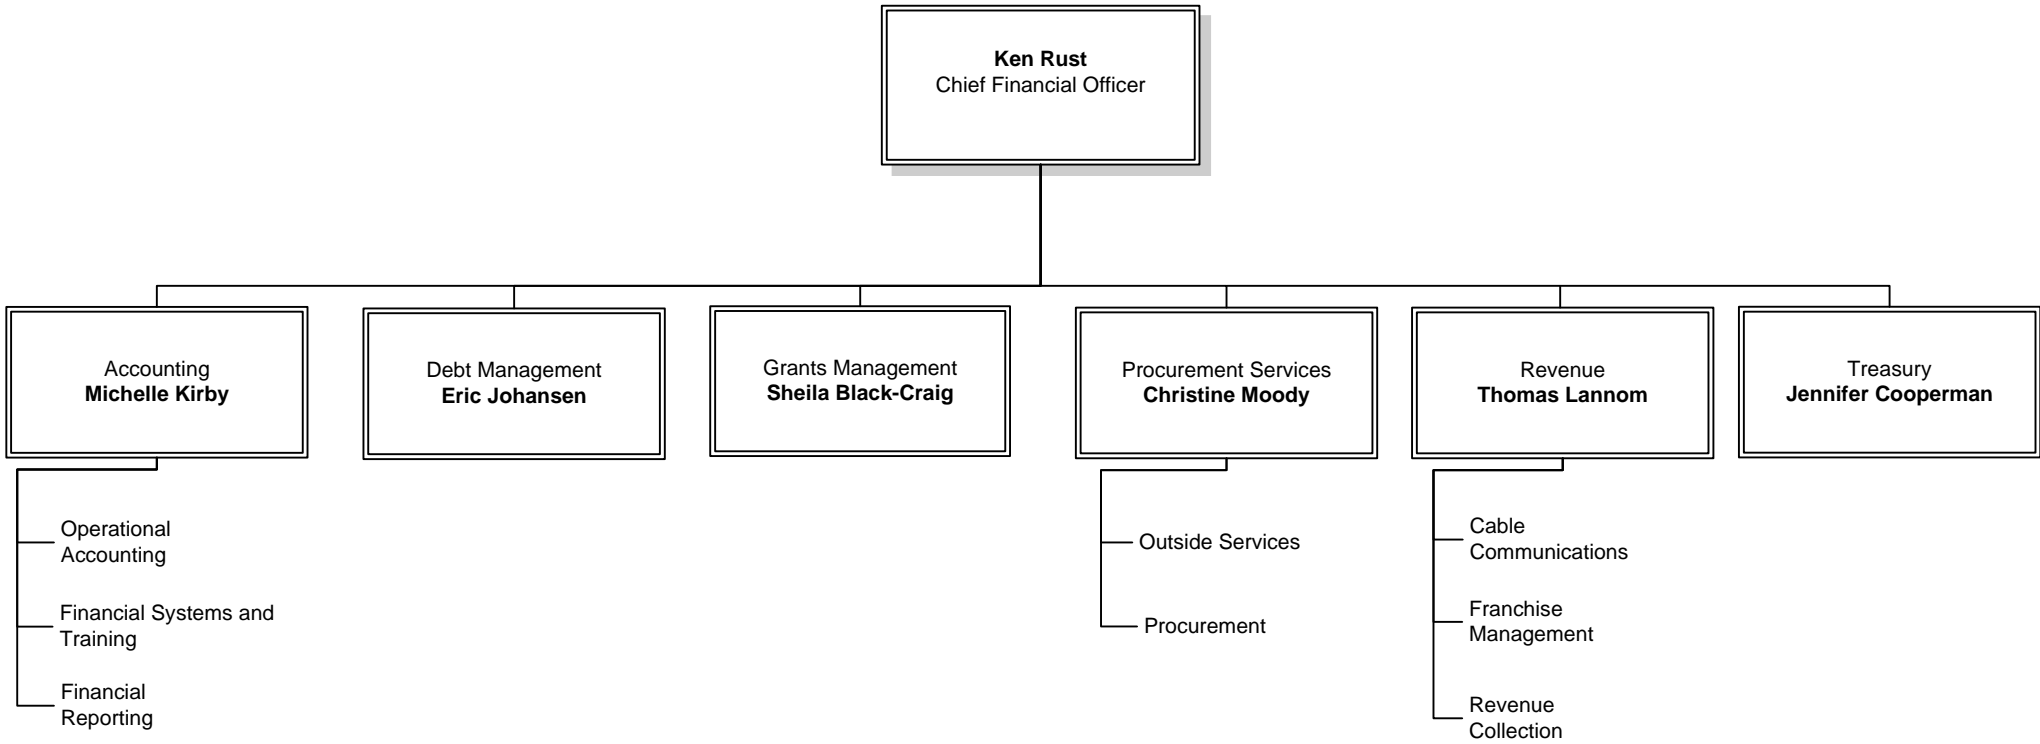 Ken Rust
Chief Financial Officer
Accounting
Michelle Kirby
Debt Management
Eric Johansen
Grants Management
Sheila Black-Craig
Procurement Services
Christine Moody
Revenue
Thomas Lannom
Treasury
Jennifer Cooperman
Operational
Accounting
Financial Systems and
Training
Financial
Reporting
Outside Services
Procurement
Cable
Communications
Franchise
Management
Revenue
Collection